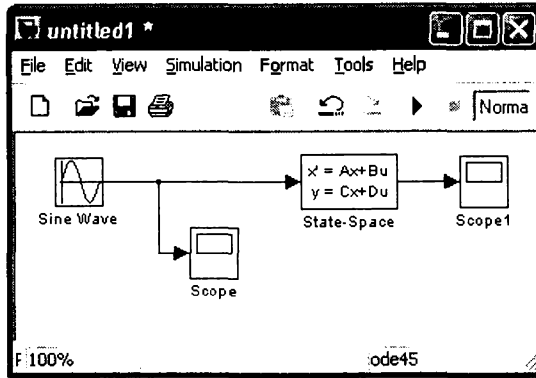 untitled1 *
File Edit View Simulation Format Tools Help
Norma
x' = Ax+Bu
y = Cx+Du
Sine Wave
State-Space
Scope1
Scope
F 100%
ode45